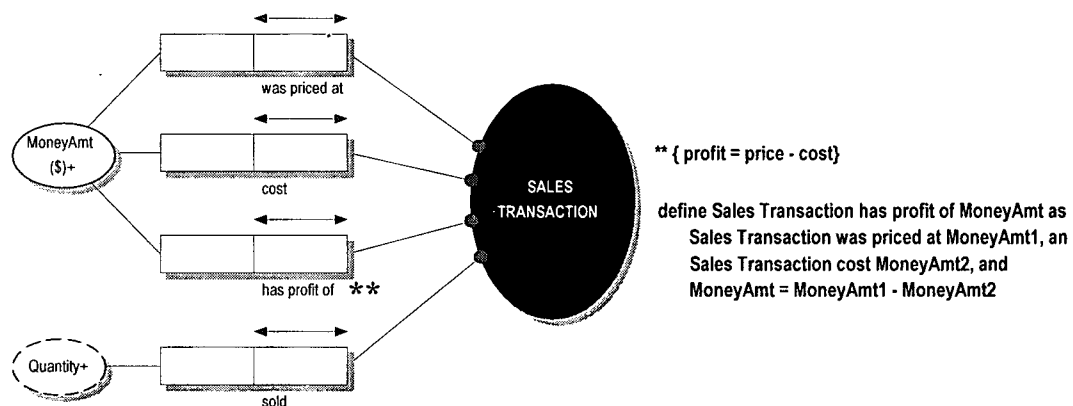 was priced at
MoneyAmt
($)+
cost
has profit of **
Quantity+
sold
SALES
TRANSACTION
** { profit = price - cost}
define Sales Transaction has profit of MoneyAmt as
Sales Transaction was priced at MoneyAmt1, an
Sales Transaction cost MoneyAmt2, and
MoneyAmt = MoneyAmt1 - MoneyAmt2